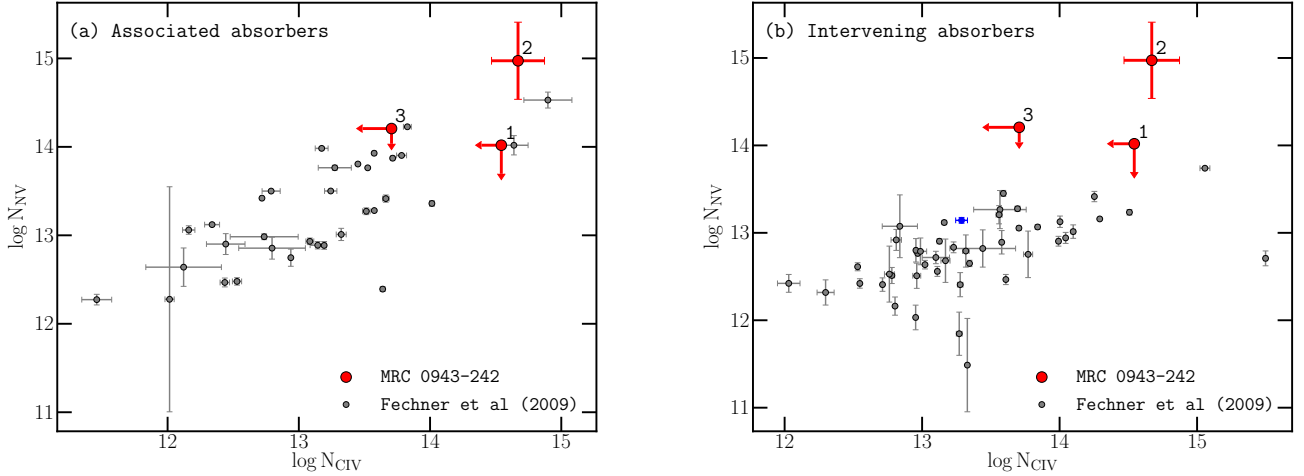 (a) Associated absorbers
15
14
13
12
11
log N_NV
2
3
1
MRC 0943-242
Fechner et al (2009)
12
13
14
15
log N_CIV
(b) Intervening absorbers
15
14
13
12
11
log N_NV
2
3
1
MRC 0943-242
Fechner et al (2009)
12
13
14
15
log N_CIV